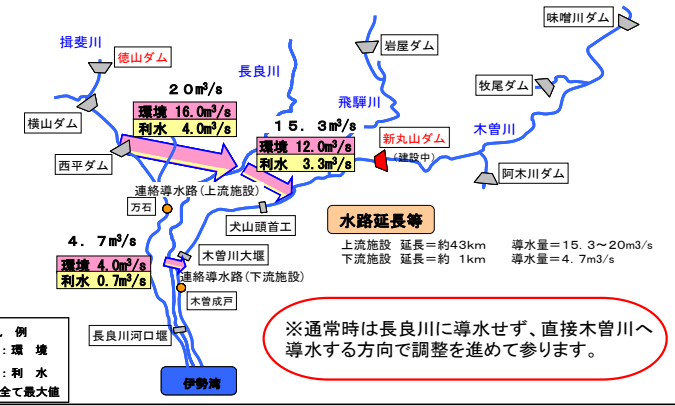 味噌川ダム
揖斐川
岩屋ダム
徳山ダム
長良川
牧尾ダム
飛騨川
20m³/s
横山ダム
環境 16.0m³/s
利水 4.0m³/s
15.3m³/s
木曽川
環境 12.0m³/s
利水 3.3m³/s
新丸山ダム
(建設中)
西平ダム
阿木川ダム
連絡導水路(上流施設)
万石
犬山頭首工
水路延長等
上流施設 延長=約43km 導水量=15.3~20m3/s
下流施設 延長=約 1km 導水量=4.7m3/s
4.7m³/s
木曽川大堰
環境 4.0m³/s
利水 0.7m³/s
連絡導水路(下流施設)
木曽成戸
※通常時は長良川に導水せず、直接木曽川へ
導水する方向で調整を進めて参ります。
長良川河口堰
例
:環 境
:利 水
全て最大値
伊勢湾